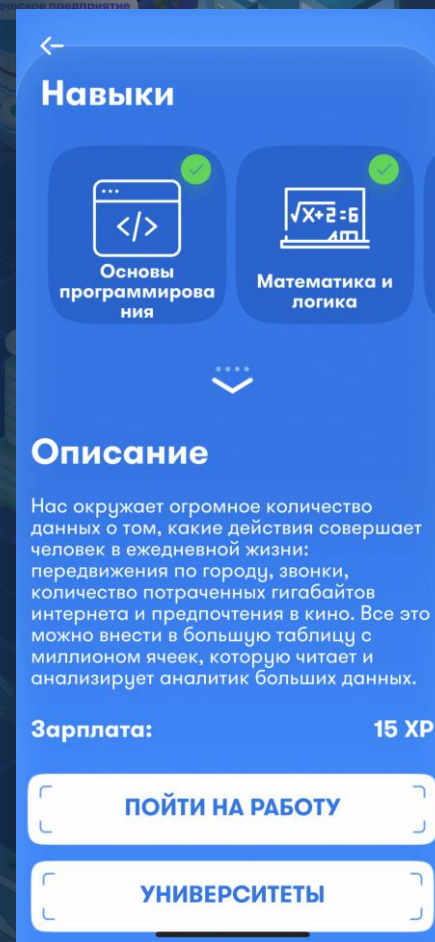 предприятие
Навыки
</>
√x+2=6
Основы
программирова
ния
Математика и
логика
Описание
Нас окружает огромное количество
данных о том, какие действия совершает
человек в ежедневной жизни:
передвижения по городу, звонки,
количество потраченных гигабайтов
интернета и предпочтения в кино. Все это
можно внести в большую таблицу с
миллионом ячеек, которую читает и
анализирует аналитик больших данных.
Зарплата: 15 XP
ПОЙТИ НА РАБОТУ
УНИВЕРСИТЕТЫ